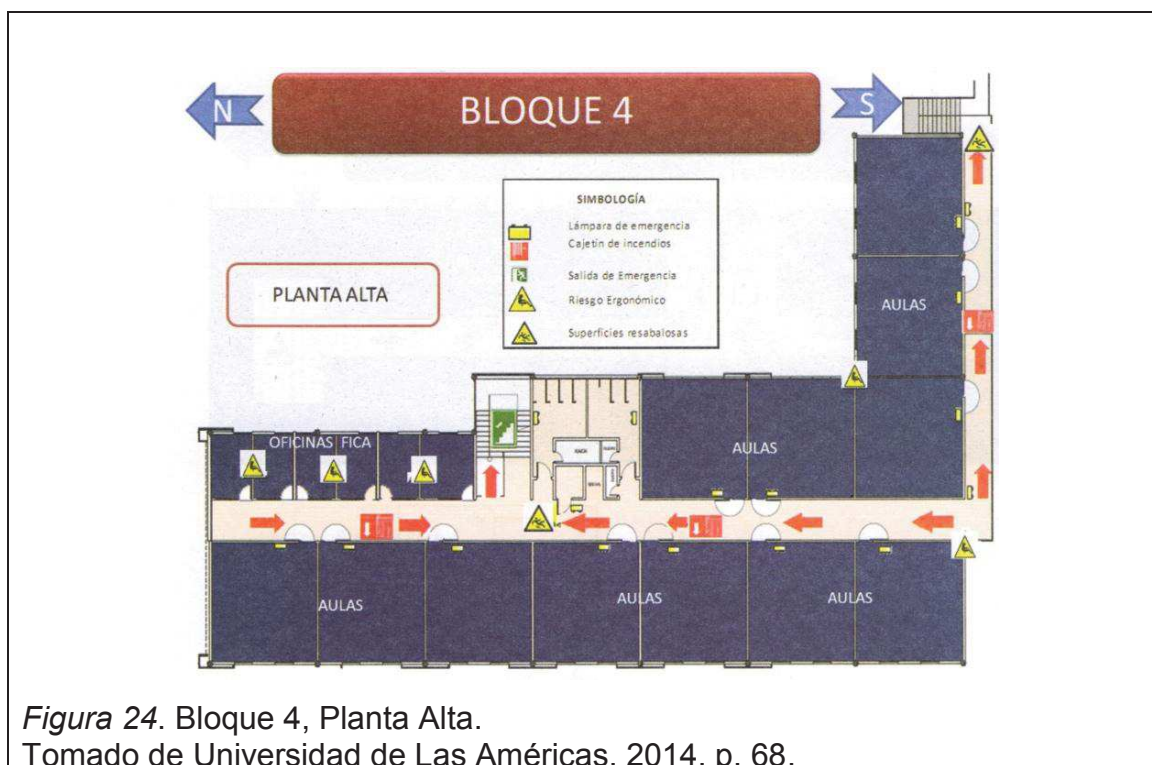 N
BLOQUE 4
S
SIMBOLOGÍA
Lámpara de emergencia
Cajetín de incendios
Salida de Emergencia
Riesgo Ergonómico
Superficies resabalosas
PLANTA ALTA
AULAS
OFICINAS FICA
AULAS
AULAS
AULAS
AULAS
Figura 24. Bloque 4, Planta Alta.
Tomado de Universidad de Las Américas, 2014, p. 68.